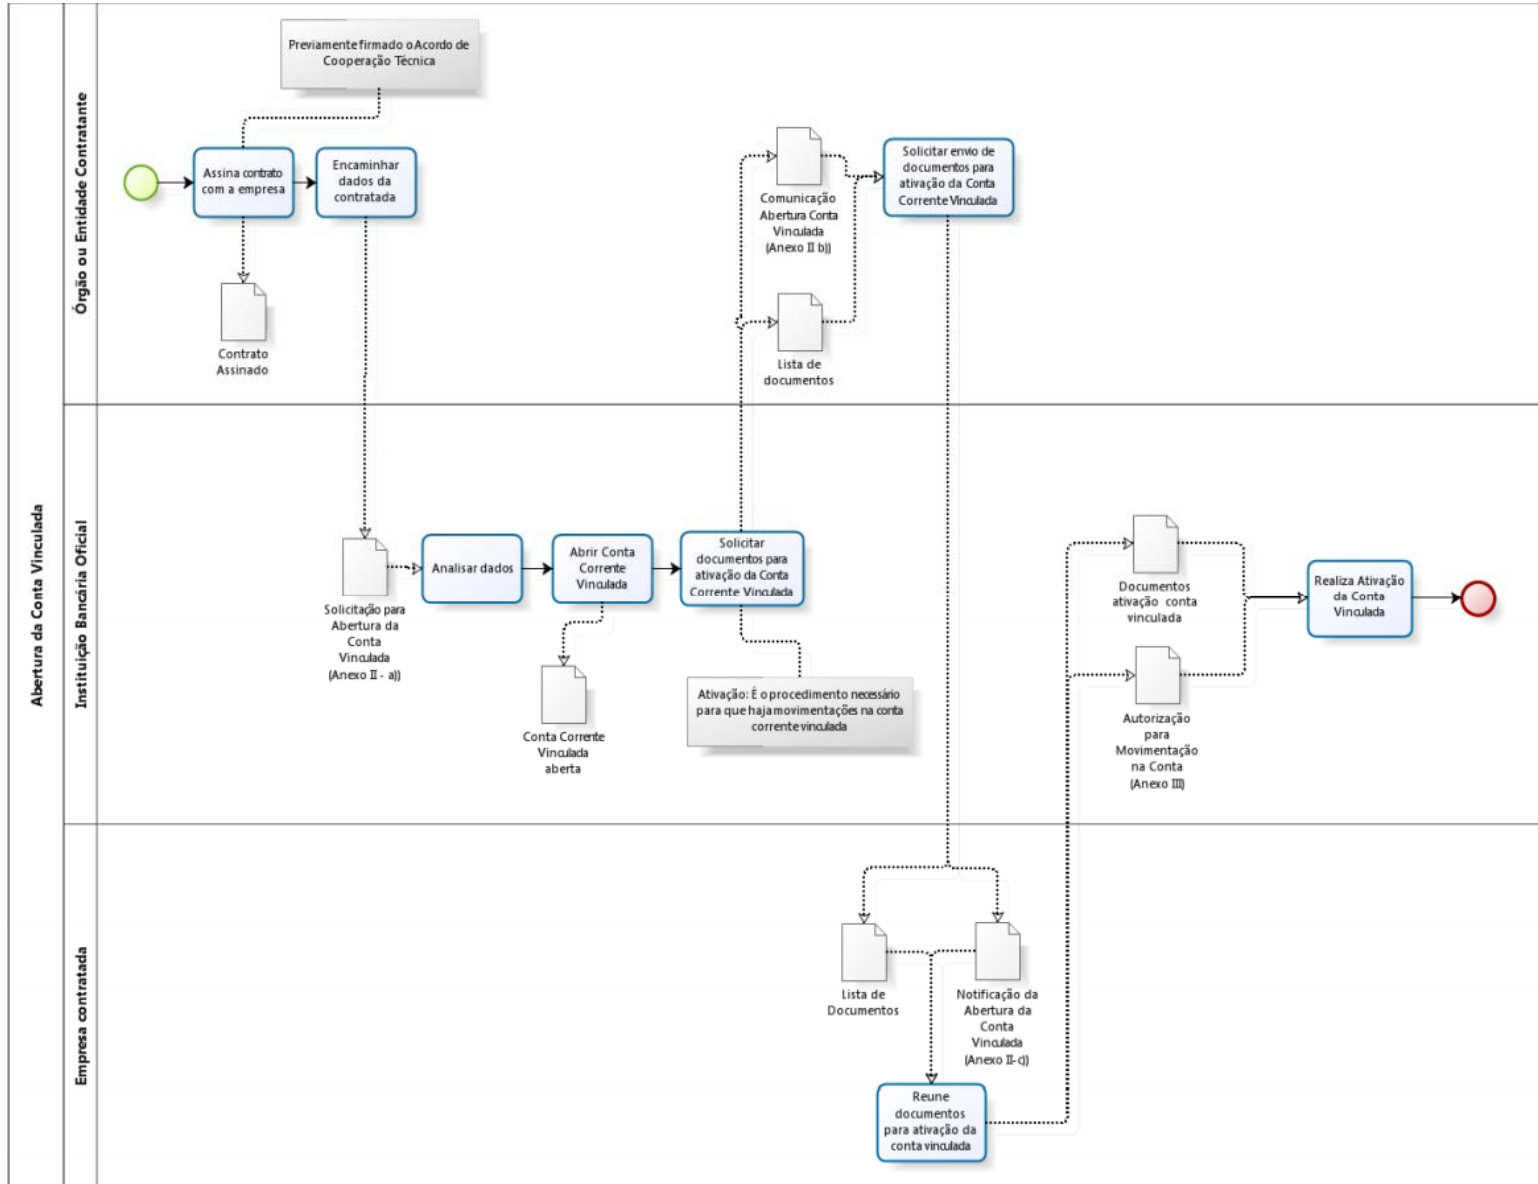 Abertura da Conta Vinculada
Órgão ou Entidade Contratante
Previamente firmado o Acordo de
Cooperação Técnica
Assina contrato
com a empresa
Encaminhar
dados da
contratada
Contrato
Assinado
Comunicação
Abertura Conta
Vinculada
(Anexo II b))
Lista de
documentos
Solicitar envio de
documentos para
ativação da Conta
Corrente Vinculada
Instituição Bancária Oficial
Solicitação para
Abertura da
Conta
Vinculada
(Anexo II - a))
Analisar dados
Abrir Conta
Corrente
Vinculada
Conta Corrente
Vinculada
aberta
Solicitar
documentos para
ativação da Conta
Corrente Vinculada
Ativação: É o procedimento necessário
para que haja movimentações na conta
corrente vinculada
Documentos
ativação conta
vinculada
Autorização
para
Movimentação
na Conta
(Anexo III)
Realiza Ativação
da Conta
Vinculada
Empresa contratada
Lista de
Documentos
Notificação da
Abertura da
Conta
Vinculada
(Anexo II-c))
Reune
documentos
para ativação da
conta vinculada